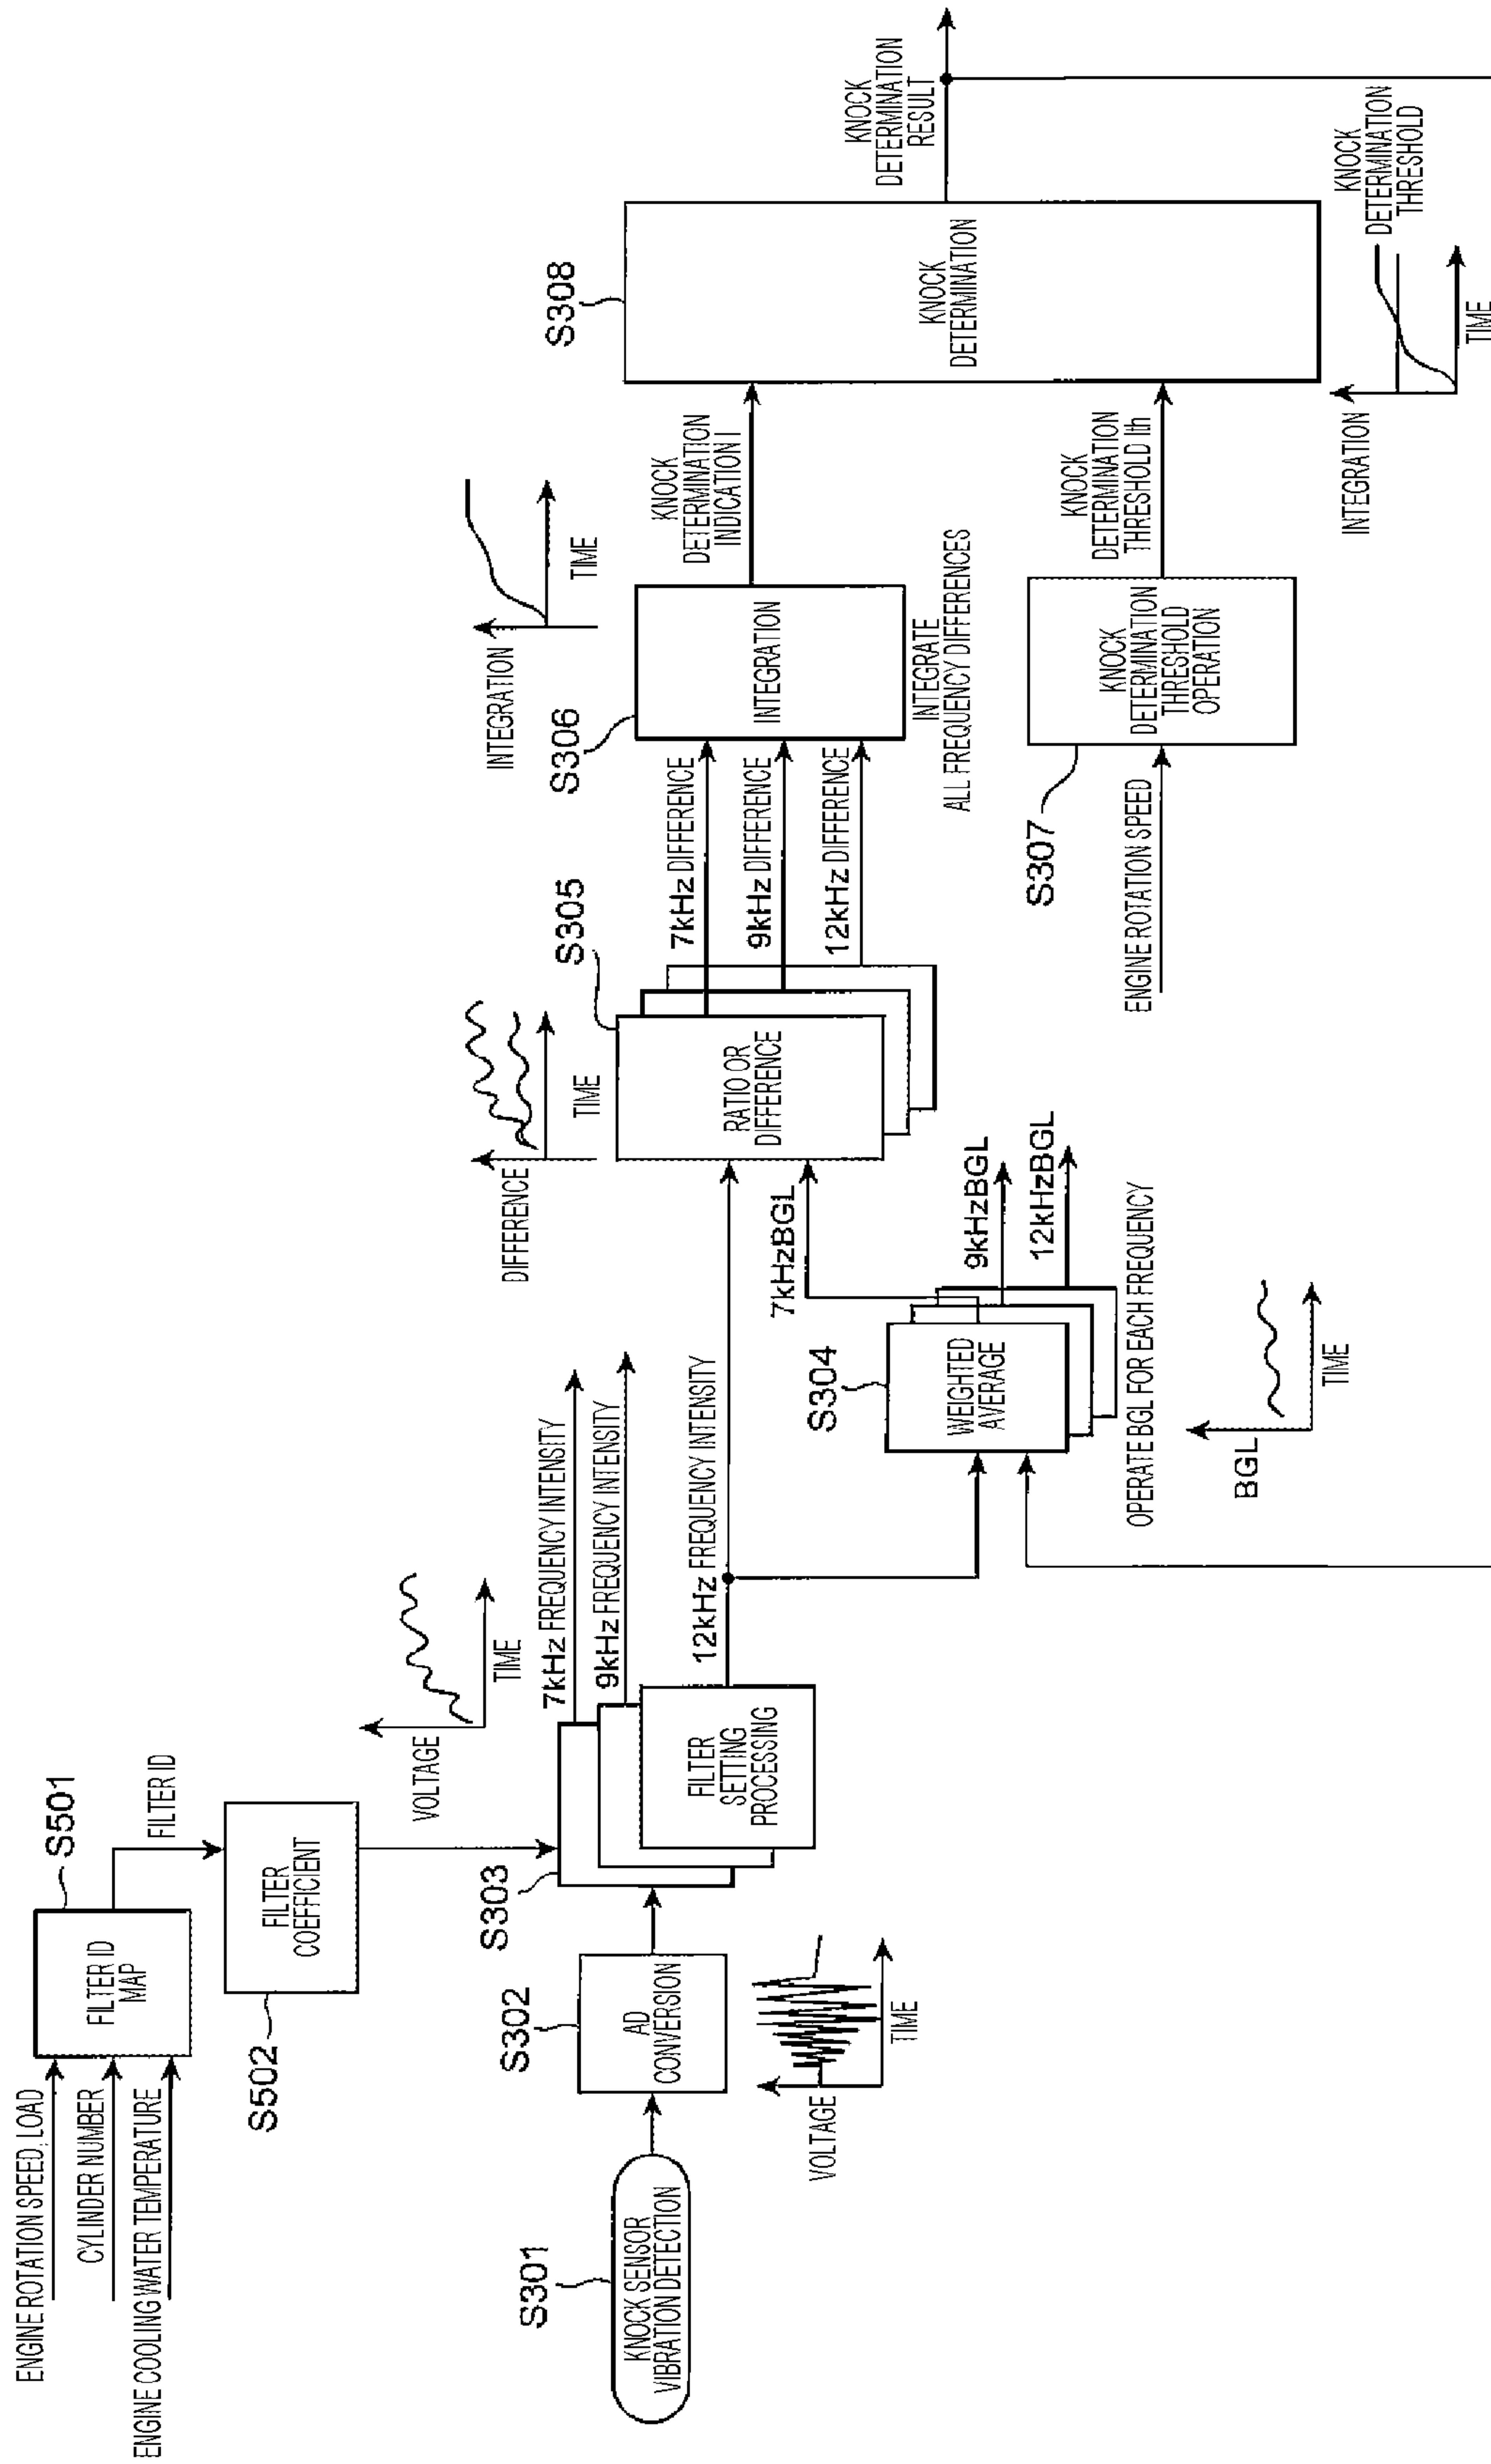 ENGINE ROTATION SPEED, LOAD
CYLINDER NUMBER
ENGINE COOLING WATER TEMPERATURE
FILTER ID
MAP
S501
FILTER ID
S502
FILTER
COEFFICIENT
S301
KNOCK SENSOR
VIBRATION DETECTION
S302
AD
CONVERSION
VOLTAGE
TIME
S303
FILTER
SETTING
PROCESSING
VOLTAGE
TIME
7kHz FREQUENCY INTENSITY
9kHz FREQUENCY INTENSITY
12kHz FREQUENCY INTENSITY
S304
WEIGHTED
AVERAGE
OPERATE BGL FOR EACH FREQUENCY
BGL
TIME
7kHzBGL
9kHzBGL
12kHzBGL
DIFFERENCE
TIME
S305
RATIO OR
DIFFERENCE
7kHz DIFFERENCE
9kHz DIFFERENCE
12kHz DIFFERENCE
INTEGRATION
TIME
S306
INTEGRATION
INTEGRATE
ALL FREQUENCY DIFFERENCES
ENGINE ROTATION SPEED
S307
KNOCK
DETERMINATION
THRESHOLD
OPERATION
KNOCK
DETERMINATION
INDICATION I
KNOCK
DETERMINATION
THRESHOLD Ith
S308
KNOCK
DETERMINATION
INTEGRATION
TIME
KNOCK
DETERMINATION
THRESHOLD
KNOCK
DETERMINATION
RESULT